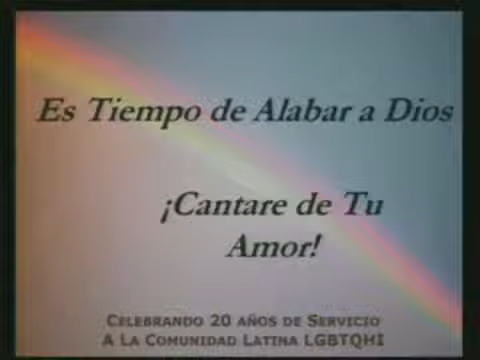 Es Tiempo de Alabar a Dios
¡Cantare de Tu
Amor!
CELEBRANDO 20 AÑOS DE SERVICIO
A LA COMUNIDAD LATINA LGBTQHI